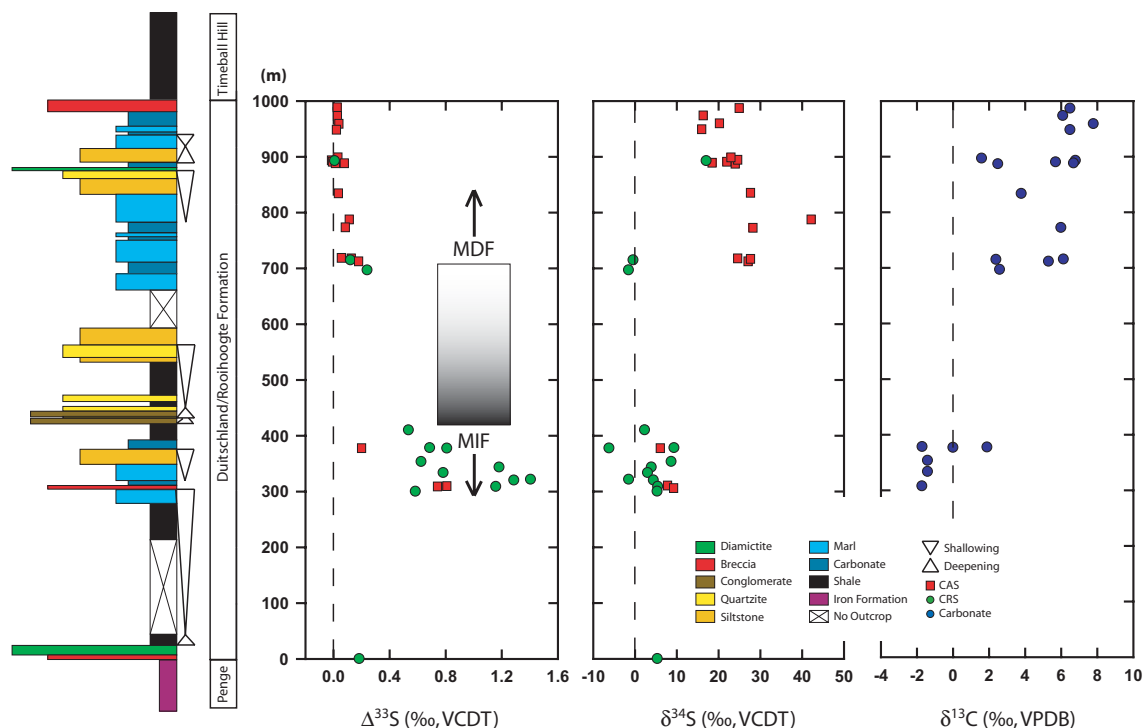 Timeball Hill
Duitschland/Rooihoogte Formation
Penge
(m)
1000
900
800
700
600
500
400
300
200
100
0
MDF
MIF
0.0 0.4 0.8 1.2 1.6
Δ³³S (‰, VCDT)
-10 0 10 20 30 40 50
δ³⁴S (‰, VCDT)
-4 -2 0 2 4 6 8 10
δ¹³C (‰, VPDB)
Diamictite
Breccia
Conglomerate
Quartzite
Siltstone
Marl
Carbonate
Shale
Iron Formation
No Outcrop
Shallowing
Deepening
CAS
CRS
Carbonate